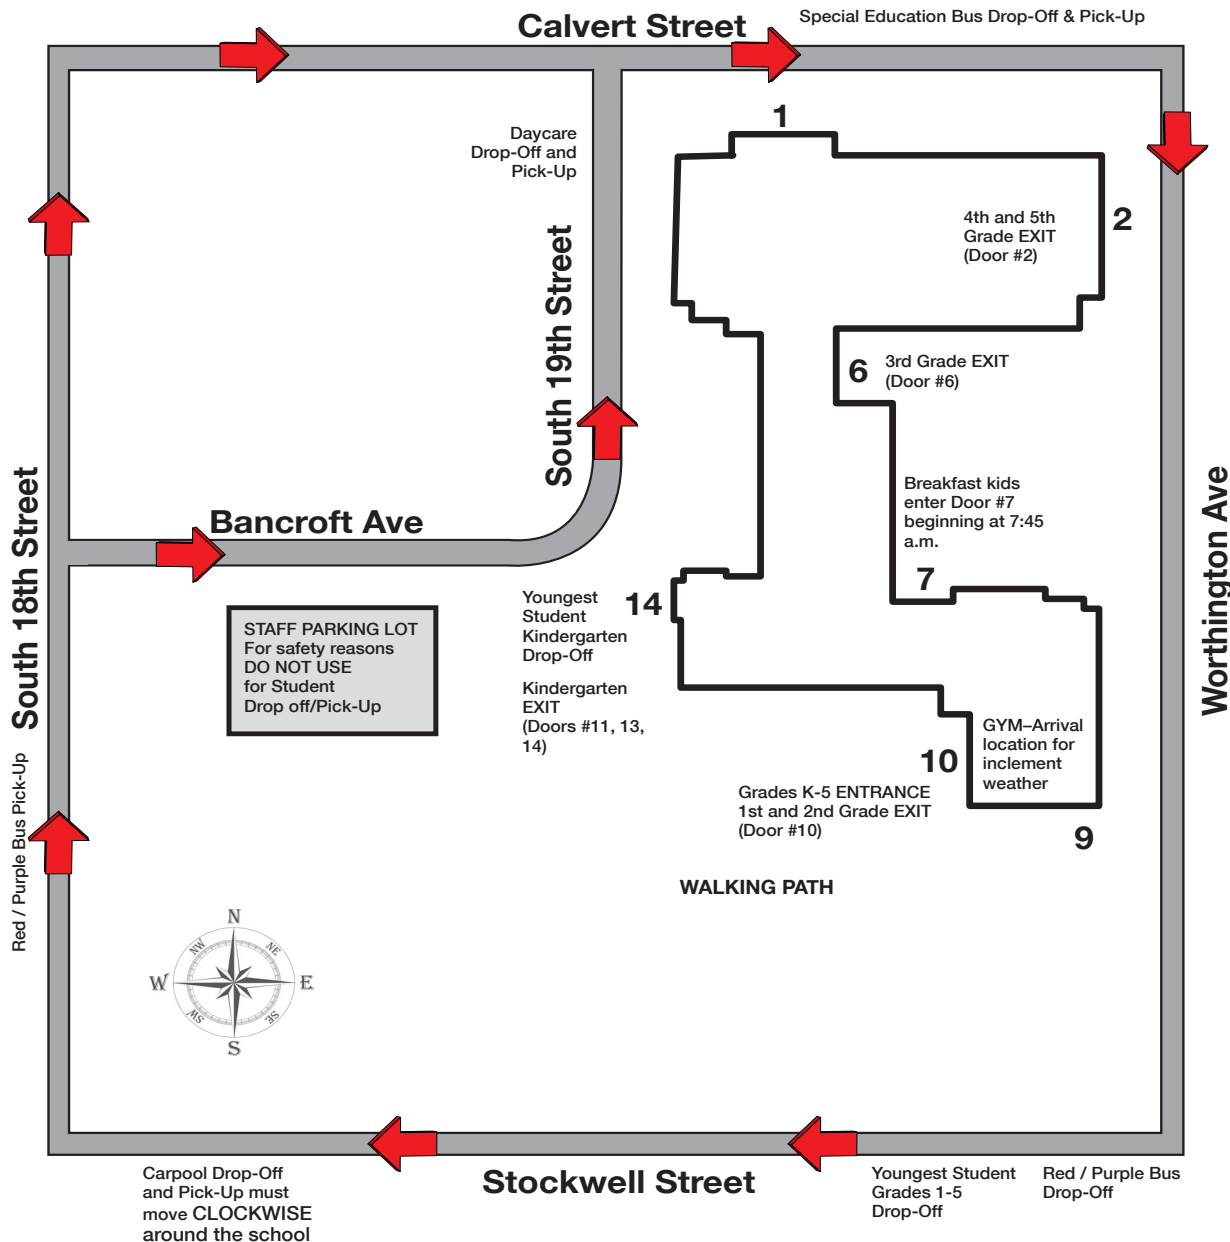 Calvert Street
Special Education Bus Drop-Off & Pick-Up
1
Daycare
Drop-Off and
Pick-Up
2
4th and 5th
Grade EXIT
(Door #2)
South 19th Street
6
3rd Grade EXIT
(Door #6)
Bancroft Ave
Breakfast kids
enter Door #7
beginning at 7:45
a.m.
7
South 18th Street
Worthington Ave
14
Youngest
Student
Kindergarten
Drop-Off
Kindergarten
EXIT
(Doors #11, 13,
14)
STAFF PARKING LOT
For safety reasons
DO NOT USE
for Student
Drop off/Pick-Up
GYM–Arrival
location for
inclement
weather
10
Grades K-5 ENTRANCE
1st and 2nd Grade EXIT
(Door #10)
9
Red / Purple Bus Pick-Up
WALKING PATH
N
NW
NE
W
E
SW
SE
S
Carpool Drop-Off
and Pick-Up must
move CLOCKWISE
around the school
Stockwell Street
Youngest Student
Grades 1-5
Drop-Off
Red / Purple Bus
Drop-Off